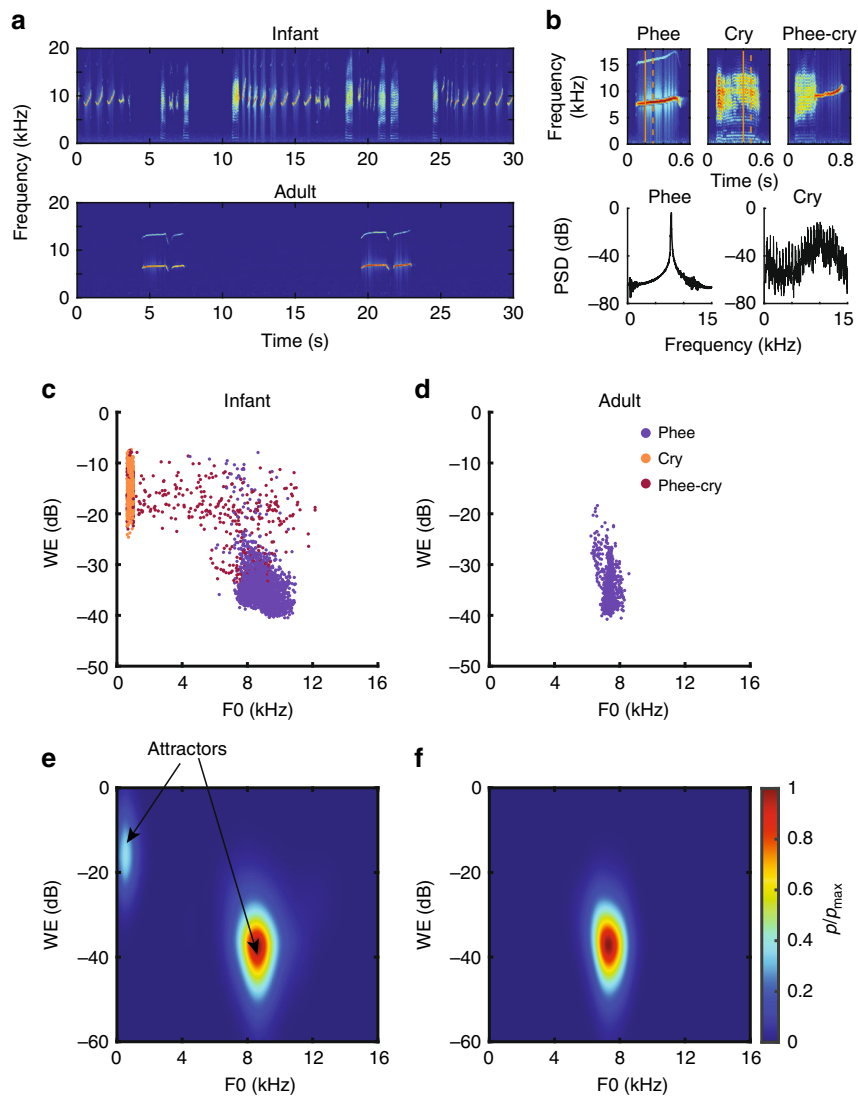 a
Infant
20
10
0
0
5
10
15
20
25
30
Adult
20
10
0
0
5
10
15
20
25
30
Frequency (kHz)
Time (s)
b
Phee
Cry
Phee-cry
15
10
5
0
Frequency
(kHz)
0
0.6
0
0.6
0
0.8
Time (s)
Phee
Cry
0
–40
–80
PSD (dB)
0
15
0
–40
–80
0
15
Frequency (kHz)
c
Infant
0
–10
–20
–30
–40
–50
WE (dB)
0
4
8
12
16
F0 (kHz)
d
Adult
Phee
Cry
Phee-cry
0
–10
–20
–30
–40
–50
WE (dB)
0
4
8
12
16
F0 (kHz)
e
Attractors
0
–20
–40
–60
WE (dB)
0
4
8
12
16
F0 (kHz)
f
0
–20
–40
–60
WE (dB)
0
4
8
12
16
F0 (kHz)
1
0.8
0.6
0.4
0.2
0
p/pmax